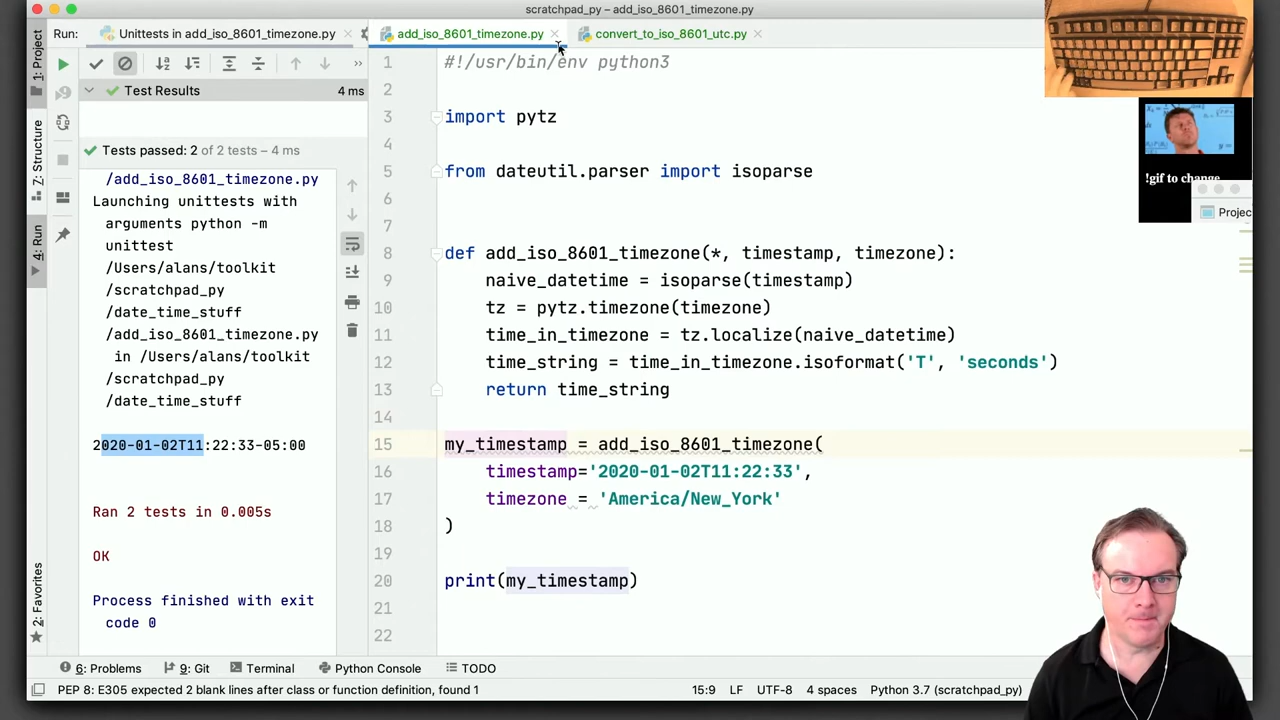 scratchpad_py – add_iso_8601_timezone.py
Run: Unittests in add_iso_8601_timezone.py
add_iso_8601_timezone.py
convert_to_iso_8601_utc.py
1: Project
7: Structure
4: Run
2: Favorites
»
Test Results 4 ms
Tests passed: 2 of 2 tests – 4 ms
/add_iso_8601_timezone.py
Launching unittests with
arguments python -m
unittest
/Users/alans/toolkit
/scratchpad_py
/date_time_stuff
/add_iso_8601_timezone.py
in /Users/alans/toolkit
/scratchpad_py
/date_time_stuff
2020-01-02T11:22:33-05:00
Ran 2 tests in 0.005s
OK
Process finished with exit
code 0
1 #!/usr/bin/env python3
2
3 import pytz
4
5 from dateutil.parser import isoparse
6
7
8 def add_iso_8601_timezone(*, timestamp, timezone):
9 naive_datetime = isoparse(timestamp)
10 tz = pytz.timezone(timezone)
11 time_in_timezone = tz.localize(naive_datetime)
12 time_string = time_in_timezone.isoformat('T', 'seconds')
13 return time_string
14
15 my_timestamp = add_iso_8601_timezone(
16 timestamp='2020-01-02T11:22:33',
17 timezone = 'America/New_York'
18 )
19
20 print(my_timestamp)
21
22
!gif to change
Projec
6: Problems 9: Git Terminal Python Console TODO
PEP 8: E305 expected 2 blank lines after class or function definition, found 1 15:9 LF UTF-8 4 spaces Python 3.7 (scratchpad_py)